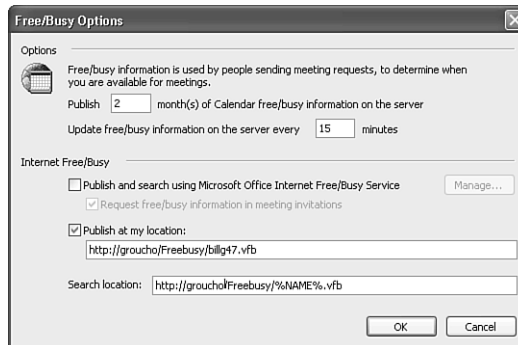 Free/Busy Options
Options
Free/busy information is used by people sending meeting requests, to determine when
you are available for meetings.
Publish 2 month(s) of Calendar free/busy information on the server
Update free/busy information on the server every 15 minutes
Internet Free/Busy
Publish and search using Microsoft Office Internet Free/Busy Service Manage...
Request free/busy information in meeting invitations
Publish at my location:
http://groucho/Freebusy/billg47.vfb
Search location: http://groucho/Freebusy/%NAME%.vfb
OK Cancel